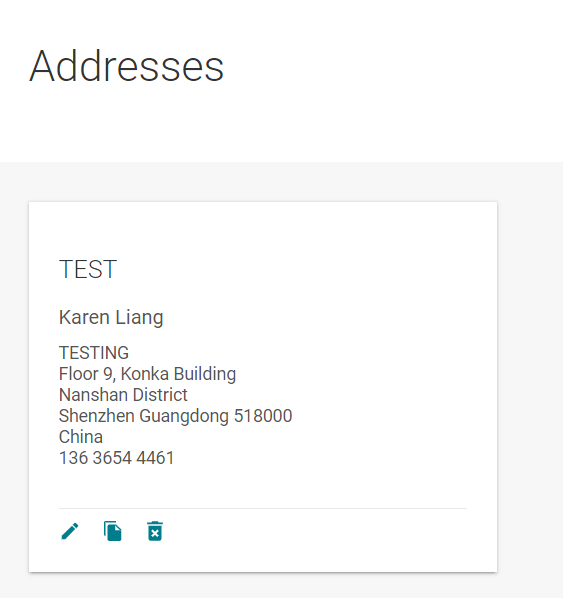 Addresses
TEST
Karen Liang
TESTING
Floor 9, Konka Building
Nanshan District
Shenzhen Guangdong 518000
China
136 3654 4461